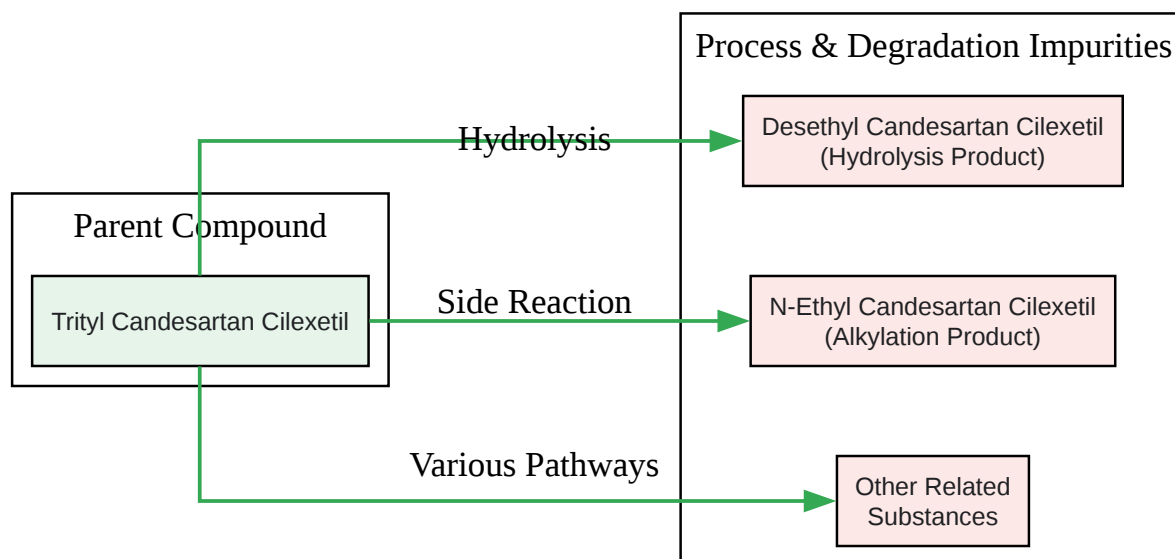 Process & Degradation Impurities
Hydrolysis
Desethyl Candesartan Cilexetil
(Hydrolysis Product)
Parent Compound
Trityl Candesartan Cilexetil
Side Reaction
N-Ethyl Candesartan Cilexetil
(Alkylation Product)
Various Pathways
Other Related
Substances